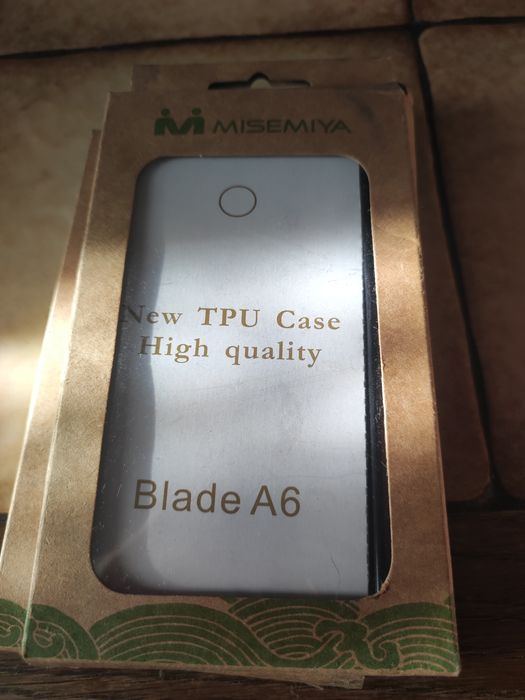 MISEMIYA
New TPU Case
High quality
Blade A6